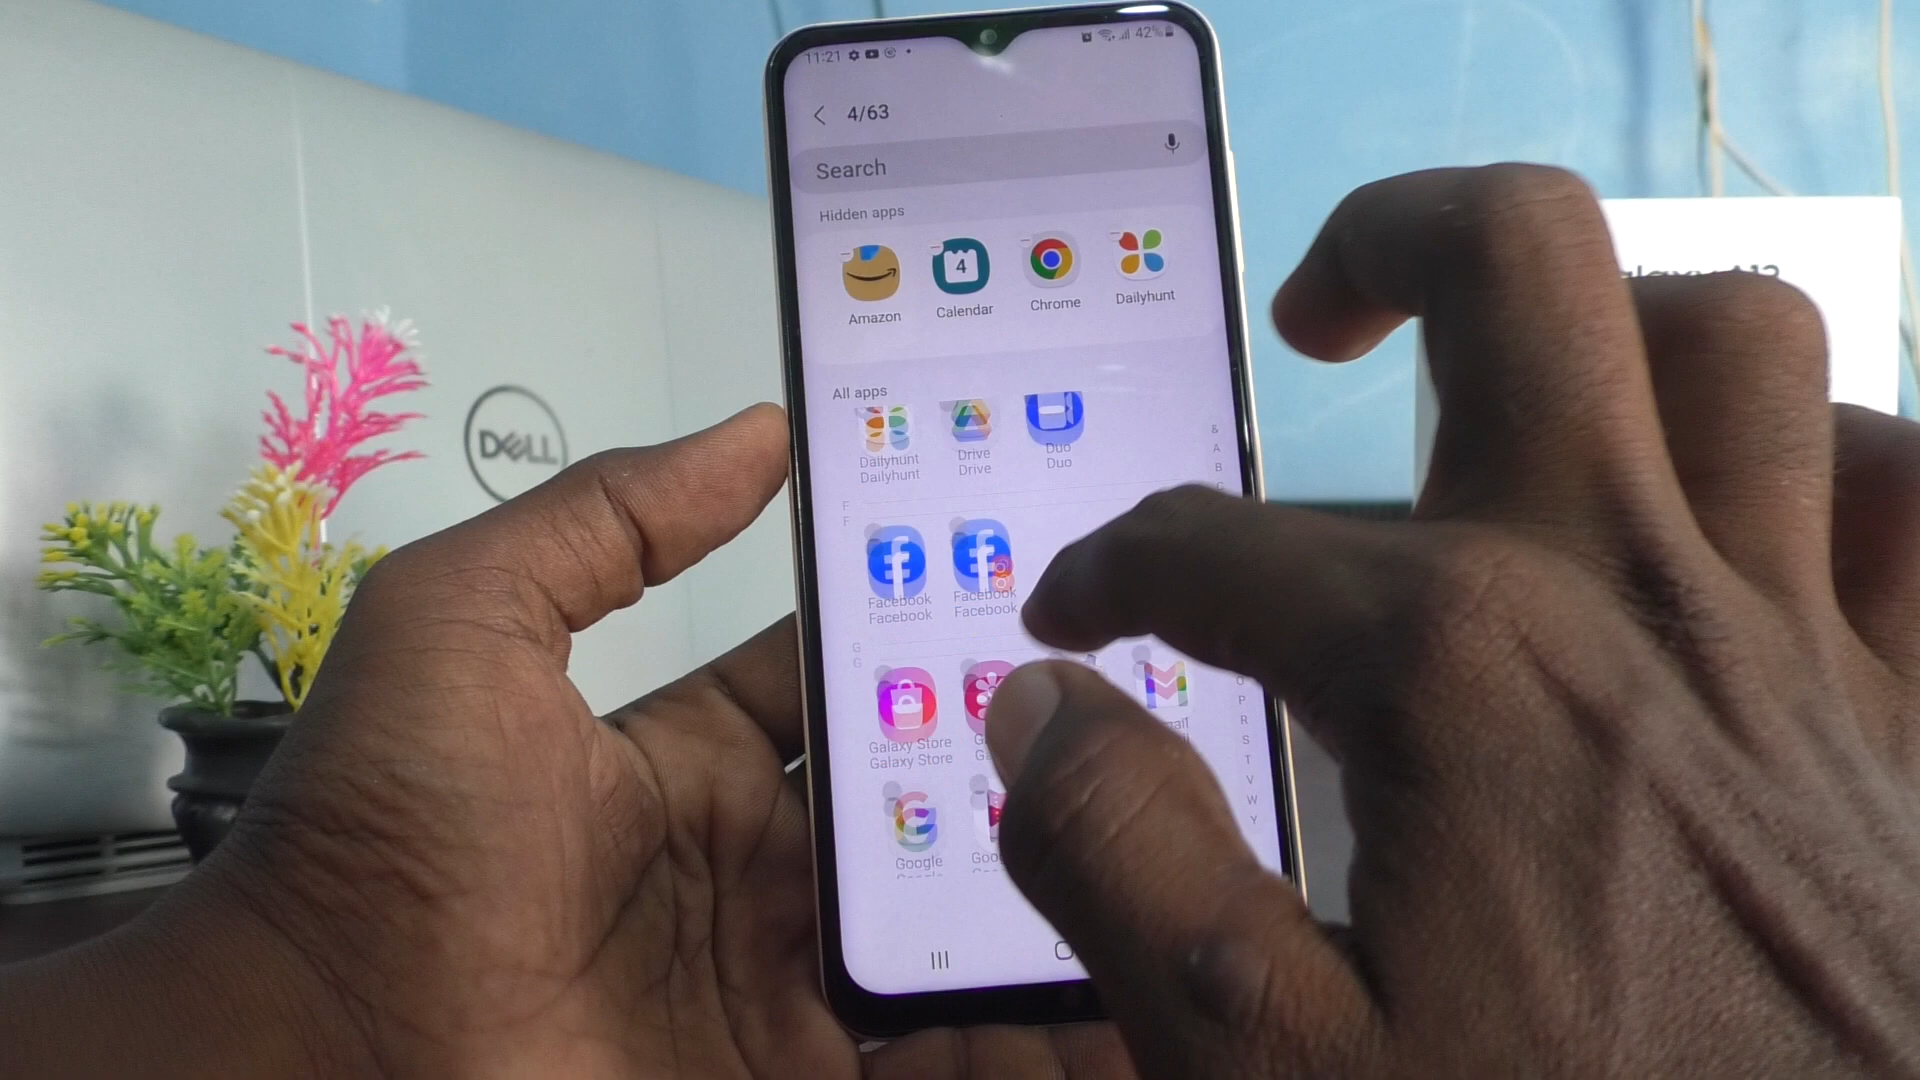 11:21
42%
4/63
Search
Hidden apps
4
Amazon
Calendar
Chrome
Dailyhunt
All apps
Dailyhunt
Drive
Duo
Dailyhunt
Drive
Duo
&
A
B
F
F
Facebook
Facebook
Facebook
Facebook
G
G
Galaxy Store
Galaxy Store
Google
O
P
R
S
T
V
W
Y
DELL